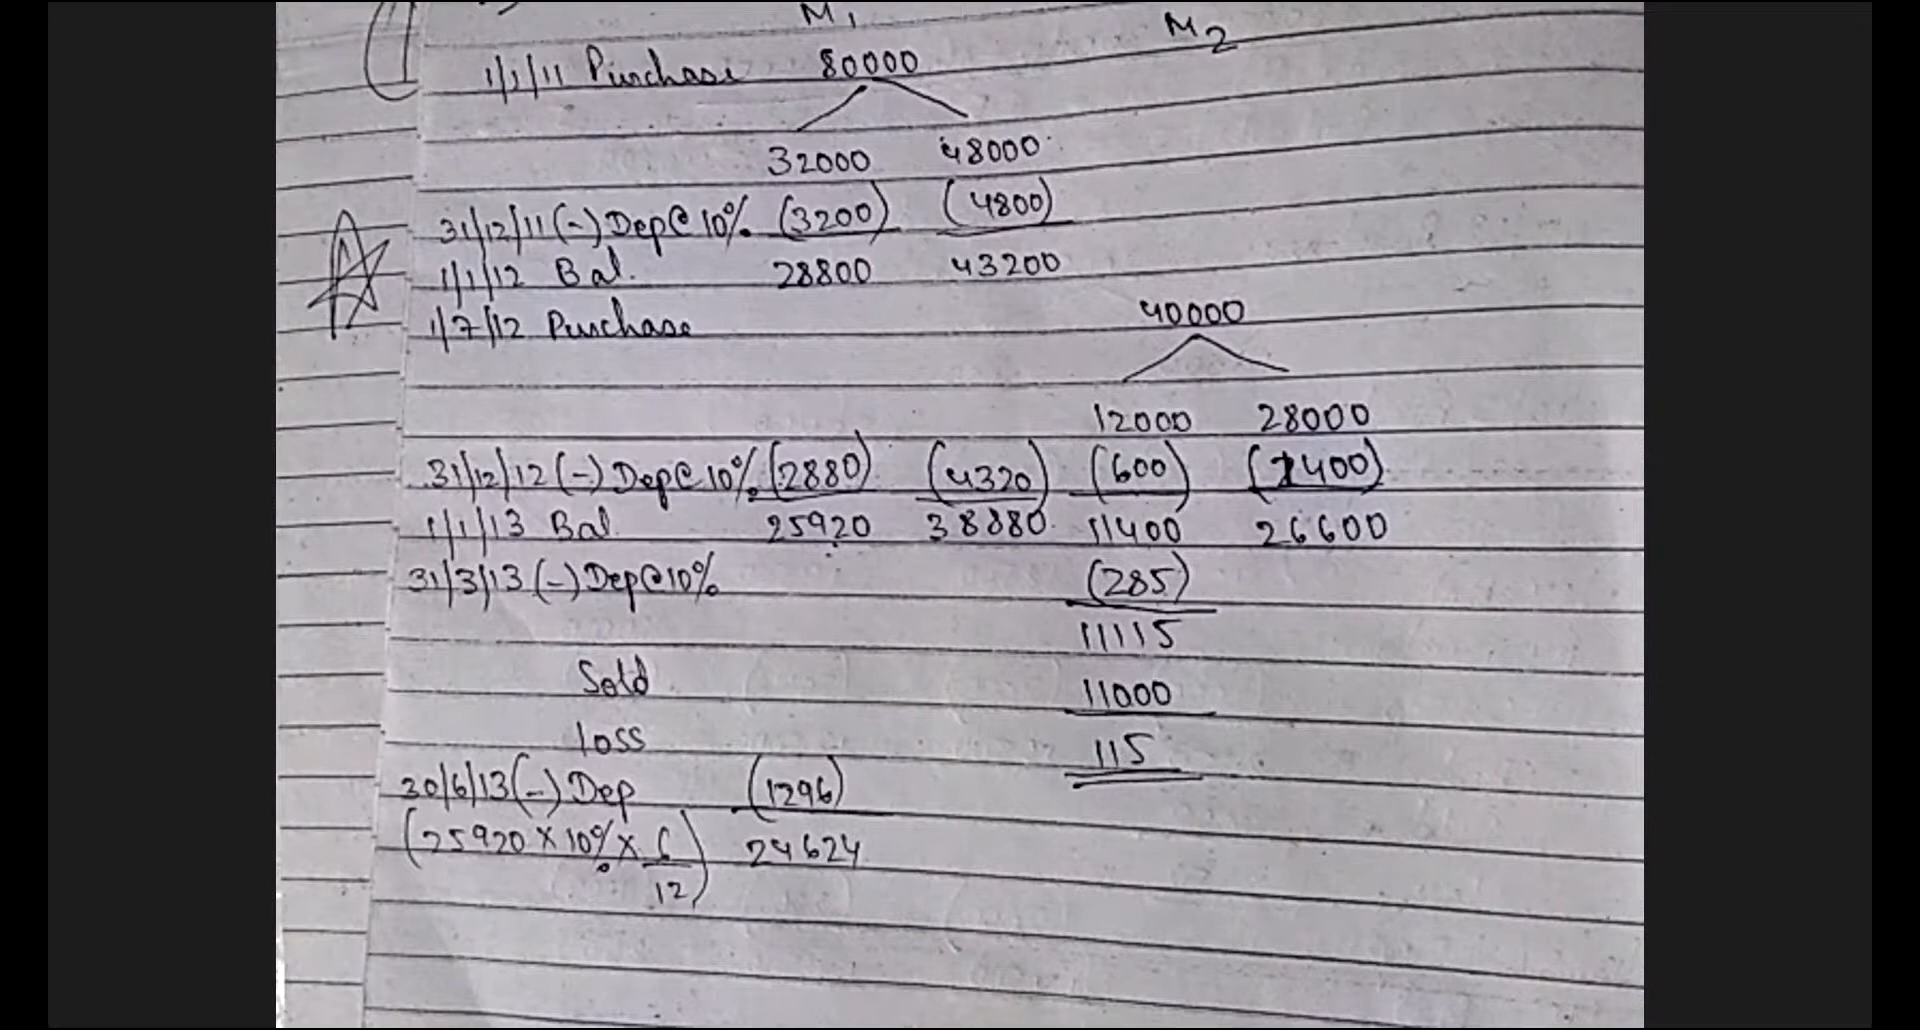 M1 M2
1/1/11 Purchase 80000
32000 48000
31/12/11 (-) Dep@ 10% (3200) (4800)
1/1/12 Bal. 28800 43200
1/7/12 Purchase 40000
12000 28000
31/12/12 (-) Dep@ 10% (2880) (4320) (600) (1400)
1/1/13 Bal. 25920 38880 11400 26600
31/3/13 (-) Dep@10% (285)
11115
Sold 11000
loss 115
30/6/13 (-) Dep (1296)
(25920 x 10% x 6/12) 24624